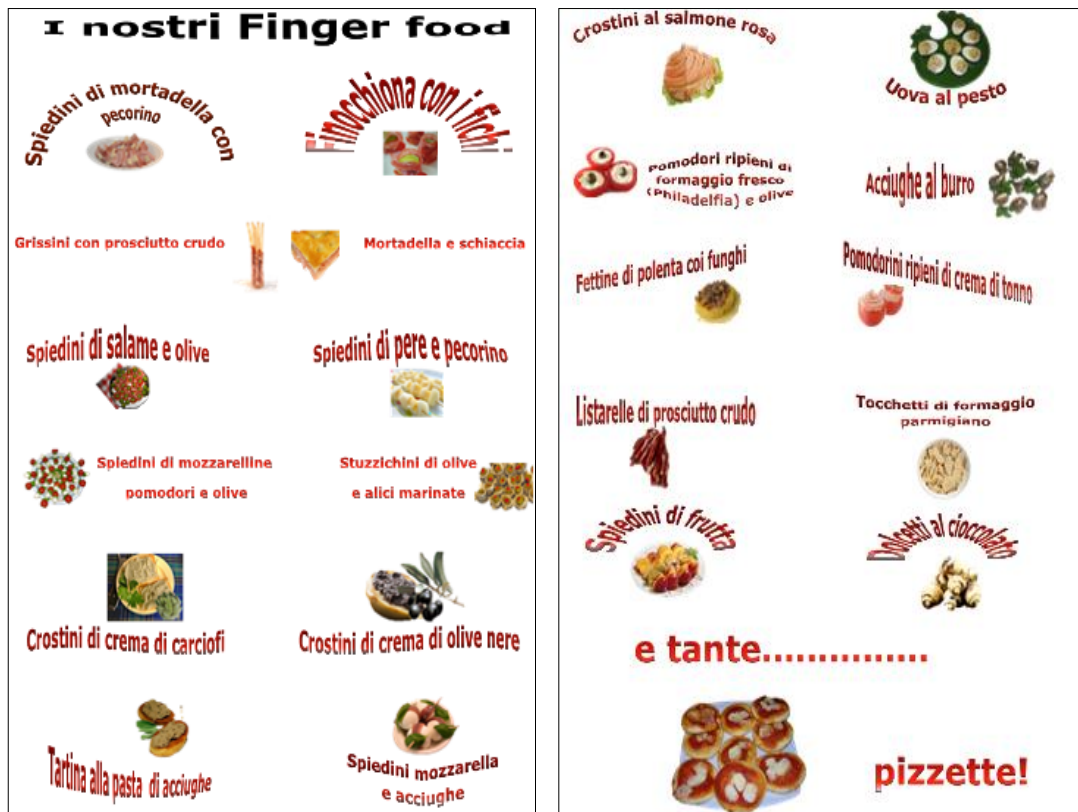 I nostri Finger food
Spiedini di mortadella con
pecorino
Finocchiona con i fichi
Grissini con prosciutto crudo
Mortadella e schiaccia
Spiedini di salame e olive
Spiedini di pere e pecorino
Spiedini di mozzarelline
pomodori e olive
Stuzzichini di olive
e alici marinate
Crostini di crema di carciofi
Crostini di crema di olive nere
Tartina alla pasta di acciughe
Spiedini mozzarella
e acciughe
Crostini al salmone rosa
Uova al pesto
Pomodori ripieni di
formaggio fresco
(Philadelfia) e olive
Acciughe al burro
Fettine di polenta coi funghi
Pomodorini ripieni di crema di tonno
Listarelle di prosciutto crudo
Tocchetti di formaggio
parmigiano
Spiedini di frutta
Dolcetti al cioccolato
e tante...............
pizzette!